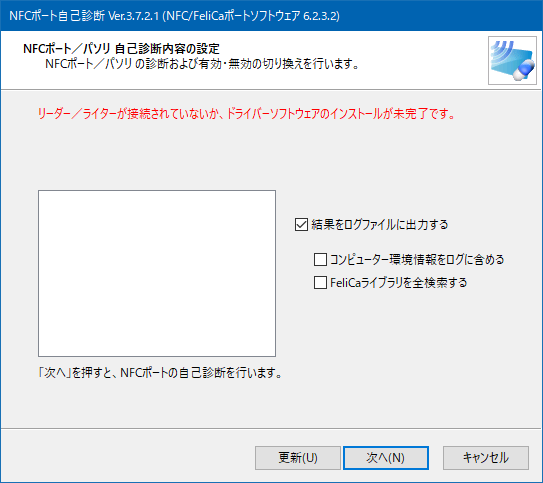 NFCポート自己診断 Ver.3.7.2.1 (NFC/FeliCaポートソフトウェア 6.2.3.2)
NFCポート／パソリ 自己診断内容の設定
NFCポート／パソリ の診断および有効・無効の切り換えを行います。
リーダー／ライターが接続されていないか、ドライバーソフトウェアのインストールが未完了です。
結果をログファイルに出力する
コンピューター環境情報をログに含める
FeliCaライブラリを全検索する
「次へ」を押すと、NFCポートの自己診断を行います。
更新(U)
次へ(N)
キャンセル